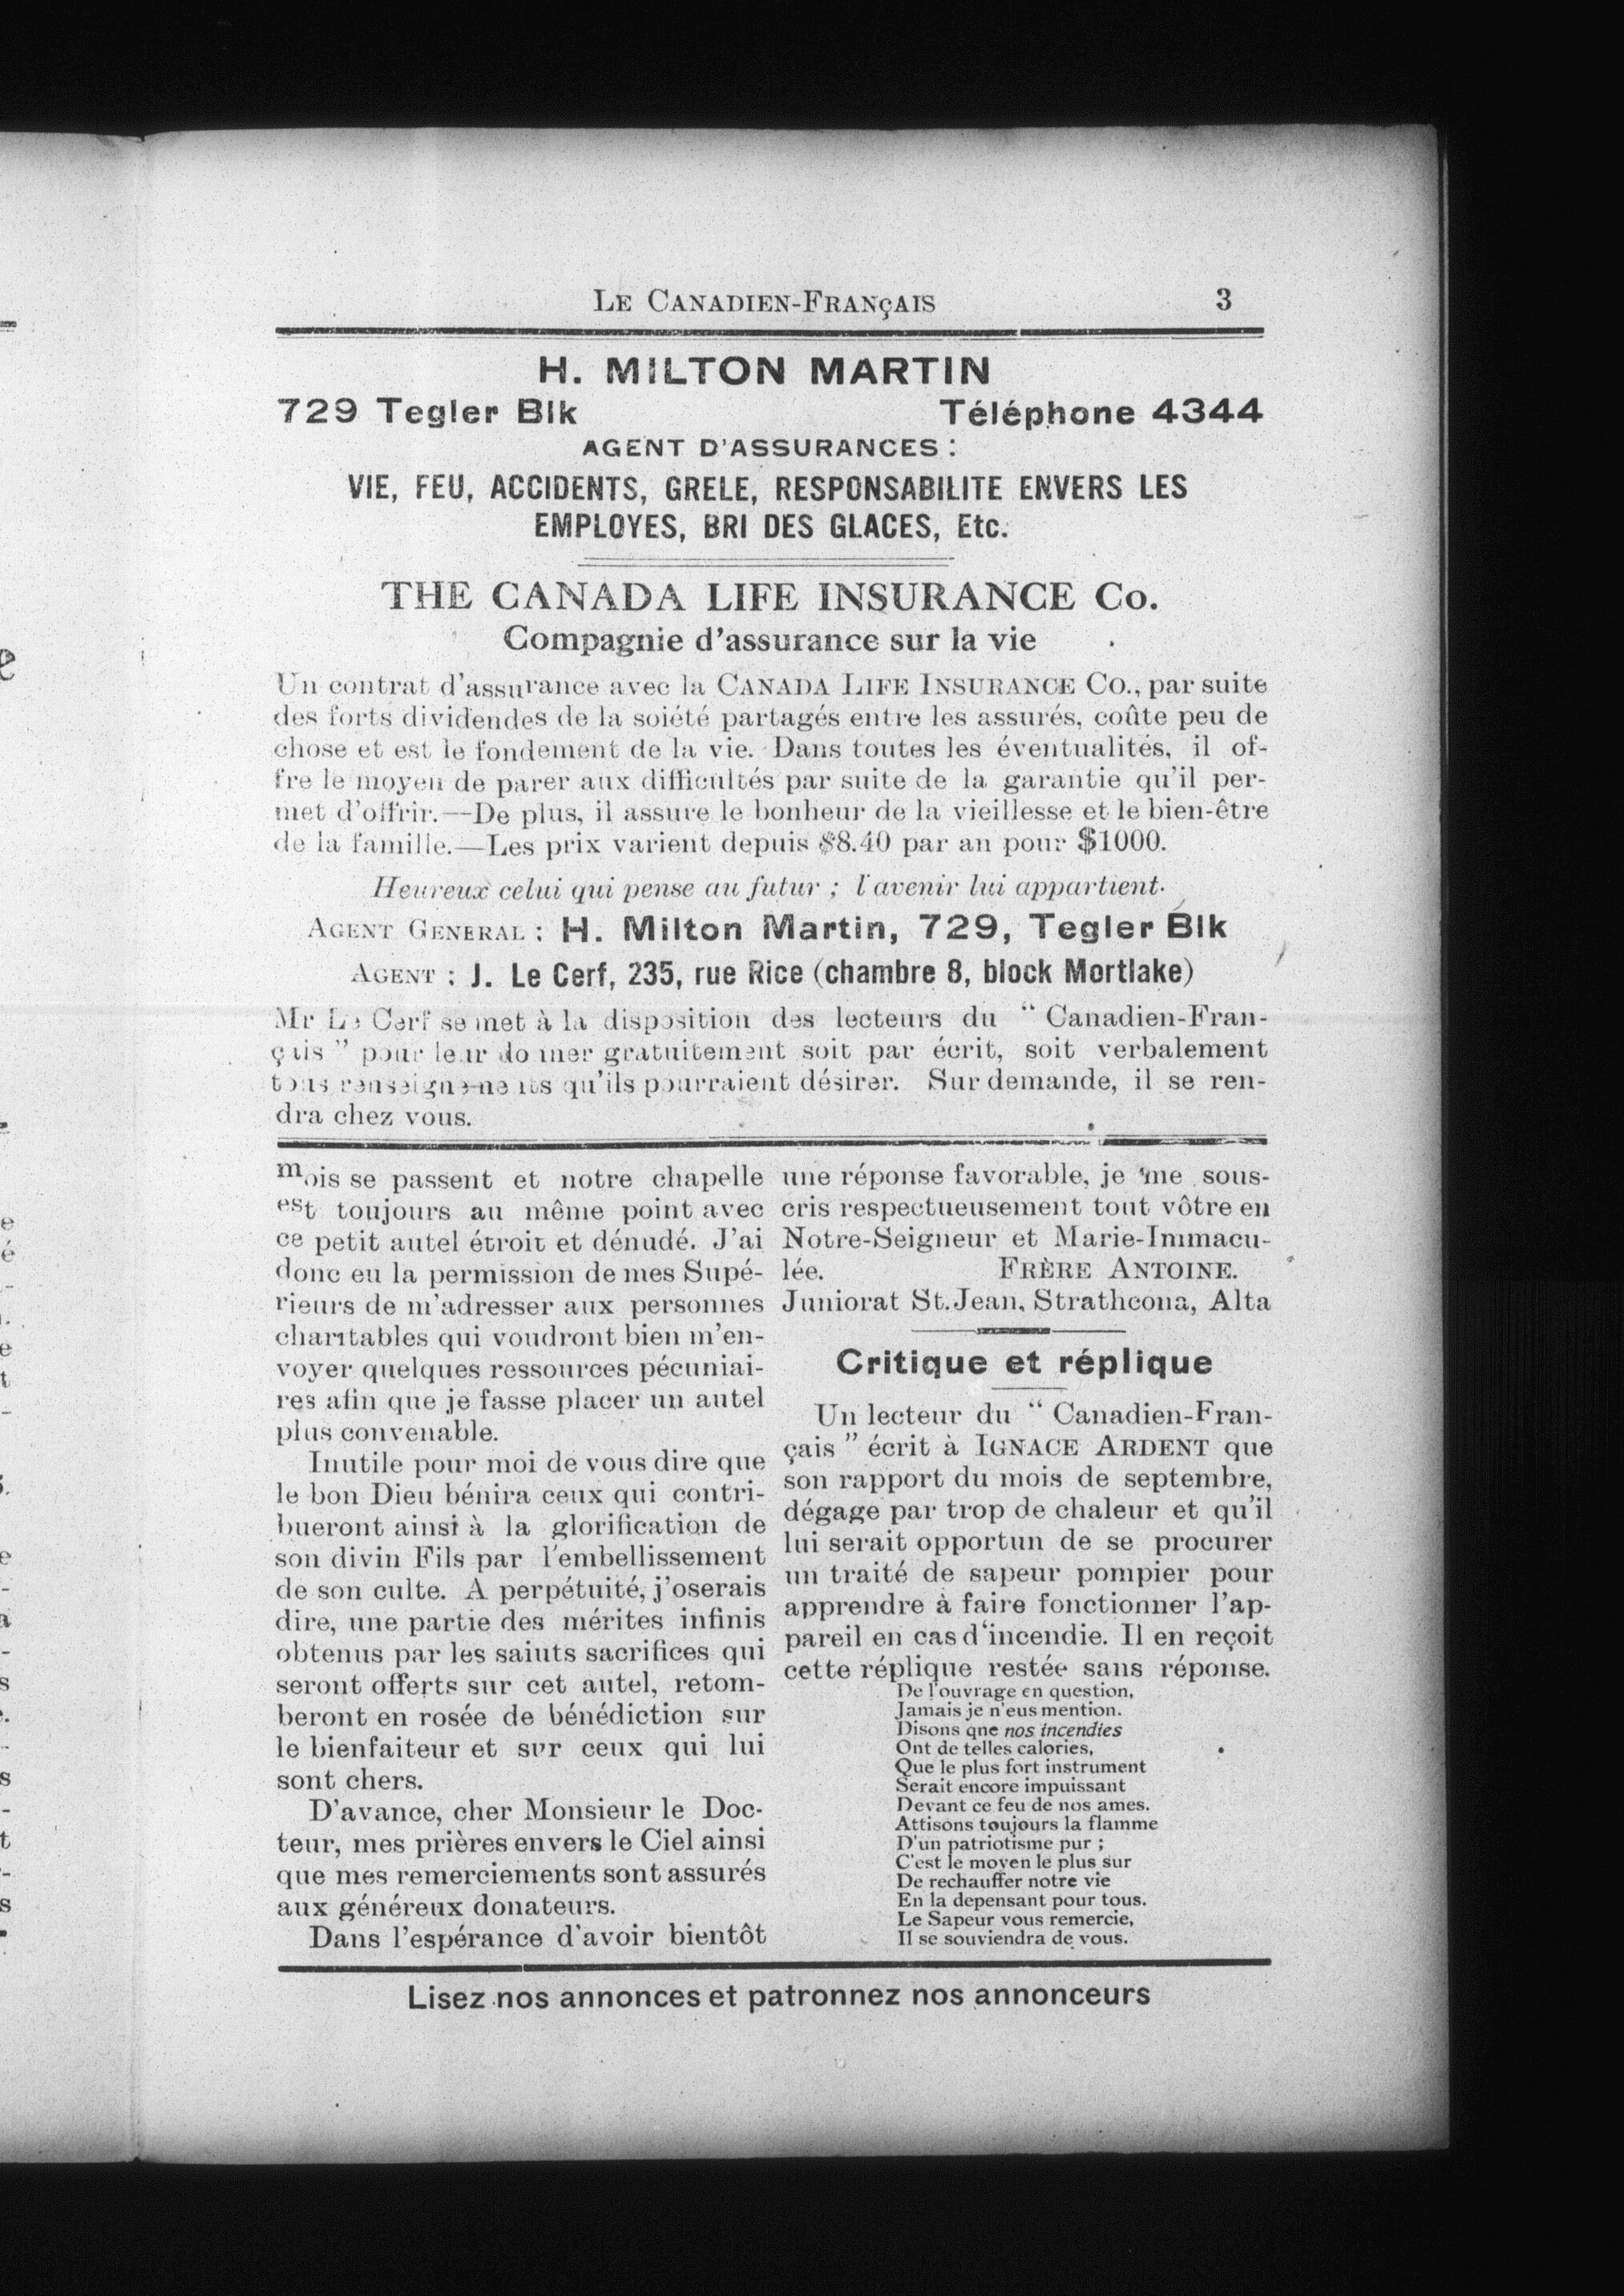 Le Canadien-Français 3
H. MILTON MARTIN
729 Tegler Blk Téléphone 4344
AGENT D'ASSURANCES :
VIE, FEU, ACCIDENTS, GRELE, RESPONSABILITE ENVERS LES
EMPLOYES, BRI DES GLACES, Etc.
THE CANADA LIFE INSURANCE Co.
Compagnie d'assurance sur la vie
Un contrat d'assurance avec la CANADA LIFE INSURANCE CO., par suite
des forts dividendes de la soiété partagés entre les assurés, coûte peu de
chose et est le fondement de la vie. Dans toutes les éventualités, il of-
fre le moyen de parer aux difficultés par suite de la garantie qu'il per-
met d'offrir.—De plus, il assure le bonheur de la vieillesse et le bien-être
de la famille.—Les prix varient depuis $8.40 par an pour $1000.
Heureux celui qui pense au futur ; l'avenir lui appartient.
AGENT GENERAL : H. Milton Martin, 729, Tegler Blk
AGENT : J. Le Cerf, 235, rue Rice (chambre 8, block Mortlake)
Mr Le Cerf se met à la disposition des lecteurs du " Canadien-Fran-
çais " pour leur donner gratuitement soit par écrit, soit verbalement
tous renseignements qu'ils pourraient désirer. Sur demande, il se ren-
dra chez vous.
mois se passent et notre chapelle
est toujours au même point avec
ce petit autel étroit et dénudé. J'ai
donc eu la permission de mes Supé-
rieurs de m'adresser aux personnes
charitables qui voudront bien m'en-
voyer quelques ressources pécuniai-
res afin que je fasse placer un autel
plus convenable.
Inutile pour moi de vous dire que
le bon Dieu bénira ceux qui contri-
bueront ainsi à la glorification de
son divin Fils par l'embellissement
de son culte. A perpétuité, j'oserais
dire, une partie des mérites infinis
obtenus par les saints sacrifices qui
seront offerts sur cet autel, retom-
beront en rosée de bénédiction sur
le bienfaiteur et sur ceux qui lui
sont chers.
D'avance, cher Monsieur le Doc-
teur, mes prières envers le Ciel ainsi
que mes remerciements sont assurés
aux généreux donateurs.
Dans l'espérance d'avoir bientôt
une réponse favorable, je me sous-
cris respectueusement tout vôtre en
Notre-Seigneur et Marie-Immacu-
lée. FRÈRE ANTOINE.
Juniorat St.Jean, Strathcona, Alta
Critique et réplique
Un lecteur du " Canadien-Fran-
çais " écrit à IGNACE ARDENT que
son rapport du mois de septembre,
dégage par trop de chaleur et qu'il
lui serait opportun de se procurer
un traité de sapeur pompier pour
apprendre à faire fonctionner l'ap-
pareil en cas d'incendie. Il en reçoit
cette réplique restée sans réponse.
De l'ouvrage en question,
Jamais je n'eus mention.
Disons qne nos incendies
Ont de telles calories,
Que le plus fort instrument
Serait encore impuissant
Devant ce feu de nos ames.
Attisons toujours la flamme
D'un patriotisme pur ;
C'est le moyen le plus sur
De rechauffer notre vie
En la depensant pour tous.
Le Sapeur vous remercie,
Il se souviendra de vous.
Lisez nos annonces et patronnez nos annonceurs